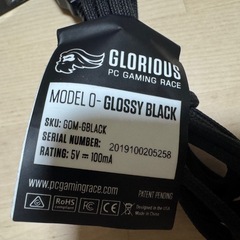 GLORIOUS
PC GAMING RACE
MODEL O- GLOSSY BLACK
SKU: GOM-GBLACK
SERIAL NUMBER:
2019100205258
RATING: 5V 100mA
www.pcgamingrace.com
PATENT PENDING